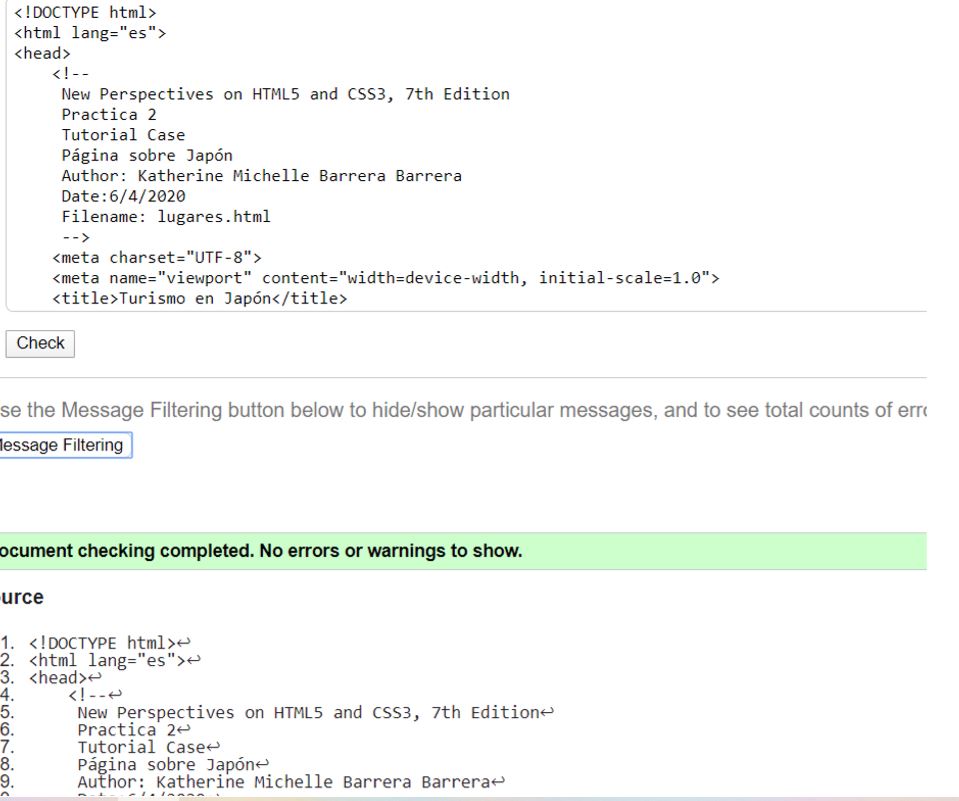 <!DOCTYPE html>
<html lang="es">
<head>
<!--
New Perspectives on HTML5 and CSS3, 7th Edition
Practica 2
Tutorial Case
Página sobre Japón
Author: Katherine Michelle Barrera Barrera
Date:6/4/2020
Filename: lugares.html
-->
<meta charset="UTF-8">
<meta name="viewport" content="width=device-width, initial-scale=1.0">
<title>Turismo en Japón</title>
Check
se the Message Filtering button below to hide/show particular messages, and to see total counts of erro
Message Filtering
ocument checking completed. No errors or warnings to show.
urce
1. <!DOCTYPE html>↩
2. <html lang="es">↩
3. <head>↩
4. <!--↩
5. New Perspectives on HTML5 and CSS3, 7th Edition↩
6. Practica 2↩
7. Tutorial Case↩
8. Página sobre Japón↩
9. Author: Katherine Michelle Barrera Barrera↩